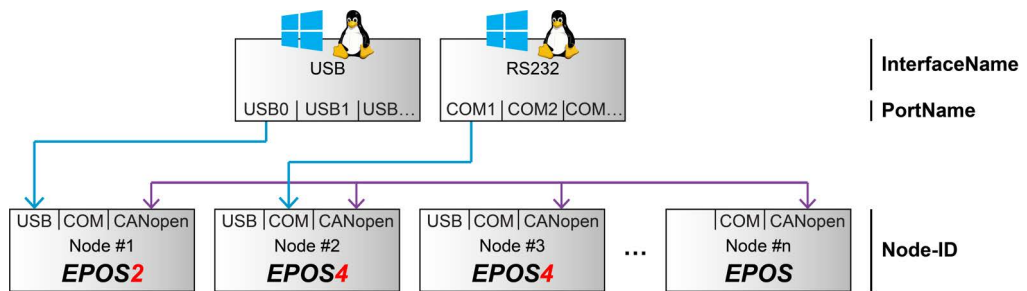 USB
RS232
InterfaceName
USB0 USB1 USB...
COM1 COM2 COM...
PortName
USB COM CANopen
Node #1
EPOS2
USB COM CANopen
Node #2
EPOS4
USB COM CANopen
Node #3
EPOS4
...
COM CANopen
Node #n
EPOS
Node-ID